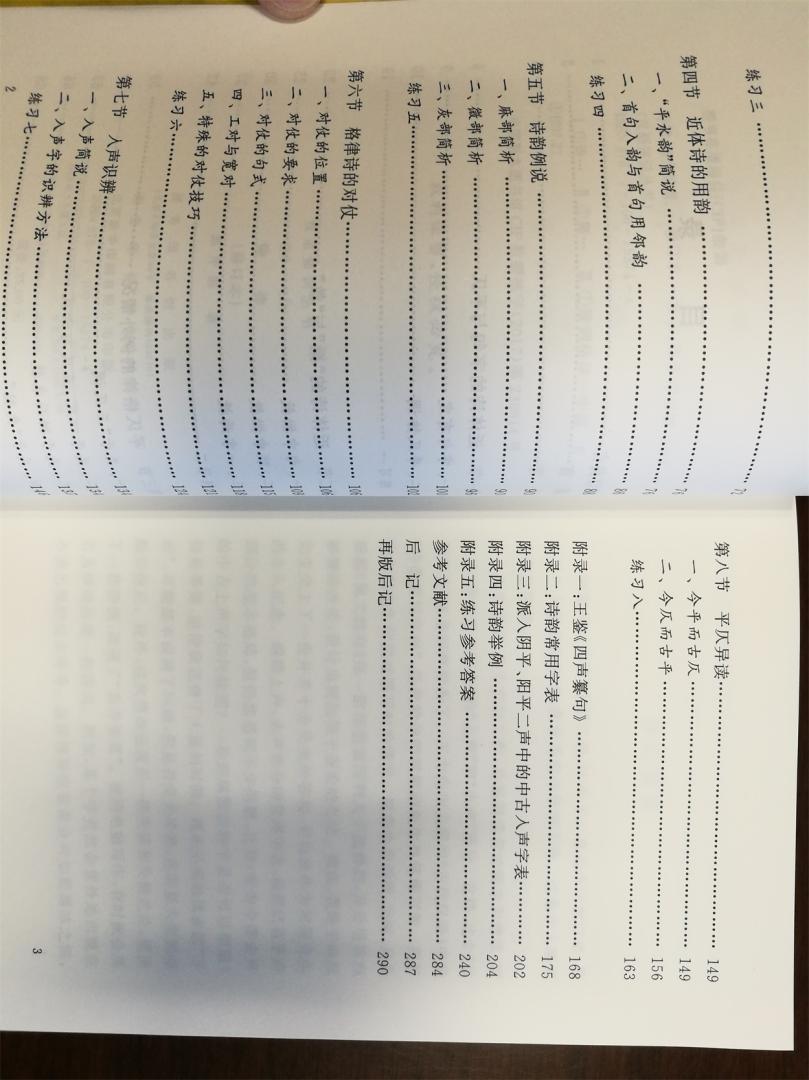 练习三 …… 72
第四节 近体诗的用韵 …… 76
一、“平水韵”简说 …… 76
二、首句入韵与首句用邻韵 ……
练习四 ……
第五节 诗韵例说 ……
一、麻部简析 ……
二、微部简析 ……
三、灰部简析 ……
练习五 …… 102
第六节 格律诗的对仗 …… 106
一、对仗的位置 …… 106
二、对仗的要求 …… 109
三、对仗的句式 …… 115
四、工对与宽对 …… 118
五、特殊的对仗技巧 …… 121
练习六 ……
第七节 入声识辨 …… 134
一、入声简说 …… 134
二、入声字的识辨方法 ……
练习七 …… 146
2
第八节 平仄异读 …… 149
一、今平而古仄 …… 149
二、今仄而古平 …… 156
练习八 …… 163
附录一:王鉴《四声纂句》 …… 168
附录二:诗韵常用字表 …… 175
附录三:派入阴平、阳平二声中的中古入声字表 …… 202
附录四:诗韵举例 …… 204
附录五:练习参考答案 …… 240
参考文献 …… 284
后 记 …… 287
再版后记 …… 290
3